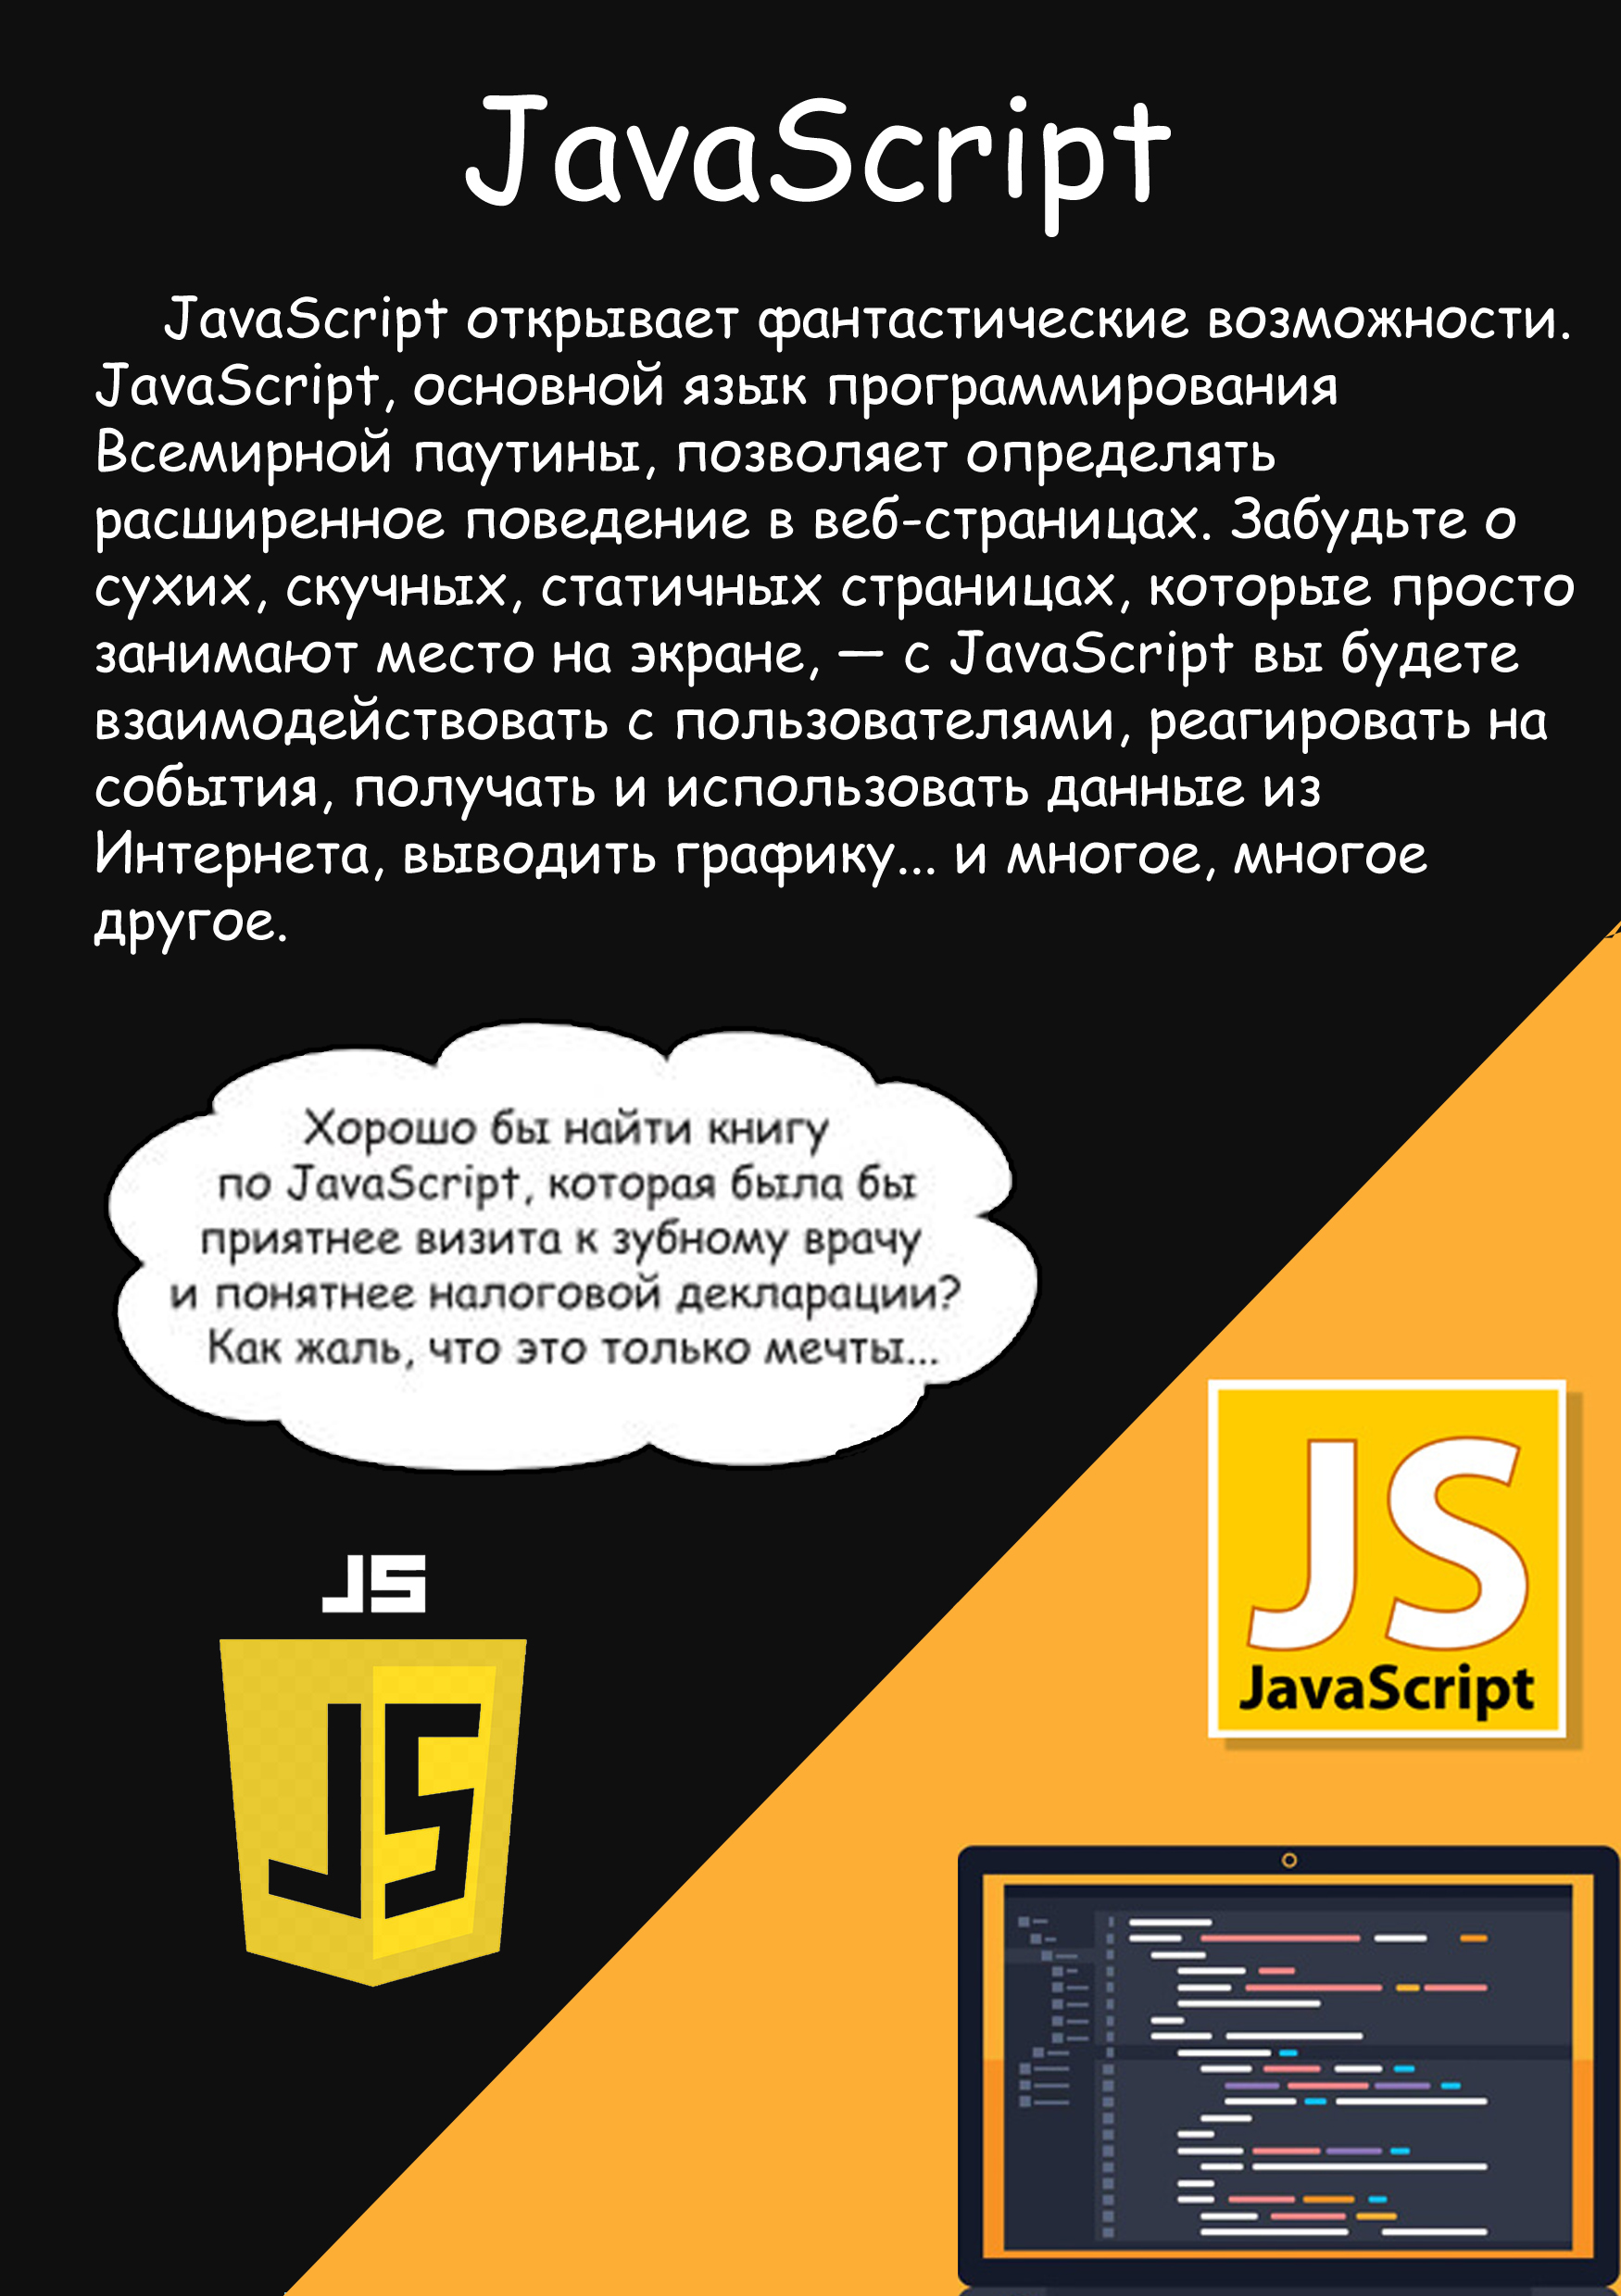 JavaScript
JavaScript открывает фантастические возможности.
JavaScript, основной язык программирования
Всемирной паутины, позволяет определять
расширенное поведение в веб-страницах. Забудьте о
сухих, скучных, статичных страницах, которые просто
занимают место на экране, — с JavaScript вы будете
взаимодействовать с пользователями, реагировать на
события, получать и использовать данные из
Интернета, выводить графику... и многое, многое
другое.
Хорошо бы найти книгу
по JavaScript, которая была бы
приятнее визита к зубному врачу
и понятнее налоговой декларации?
Как жаль, что это только мечты...
JS
JavaScript
JS
JS